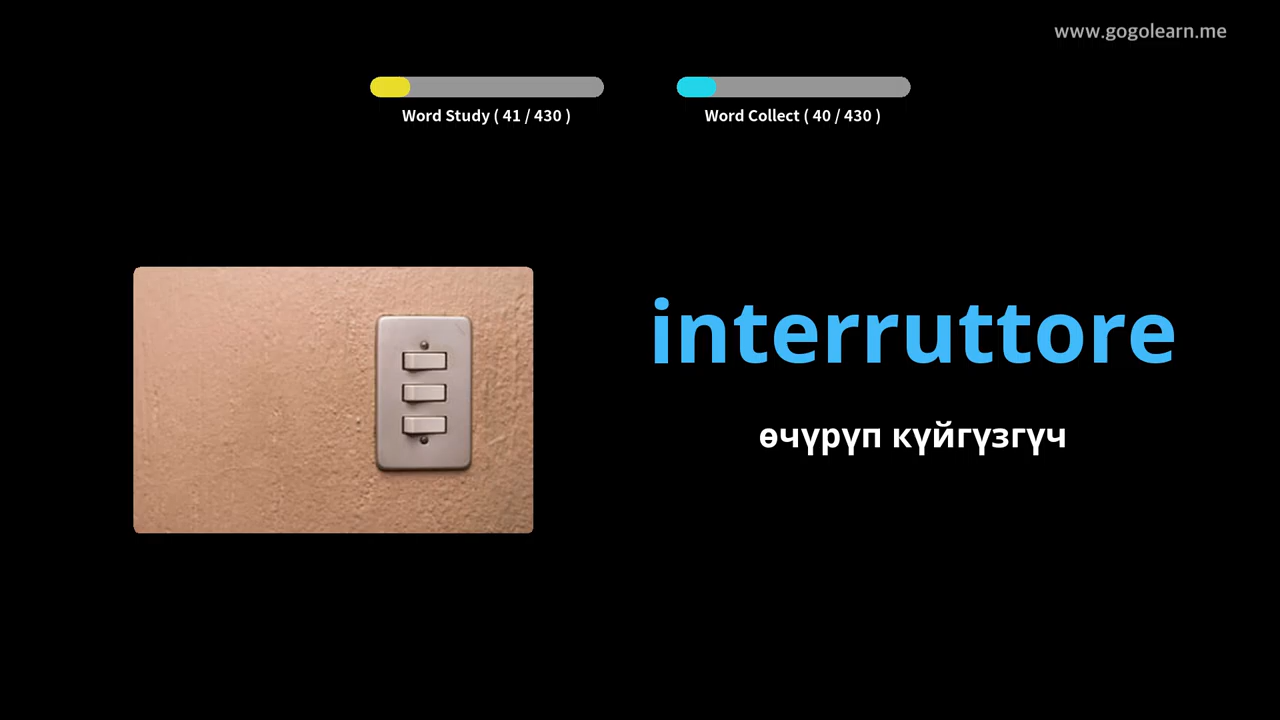 www.gogolearn.me
Word Study ( 41 / 430 )
Word Collect ( 40 / 430 )
interruttore
өчүрүп күйгүзгүч